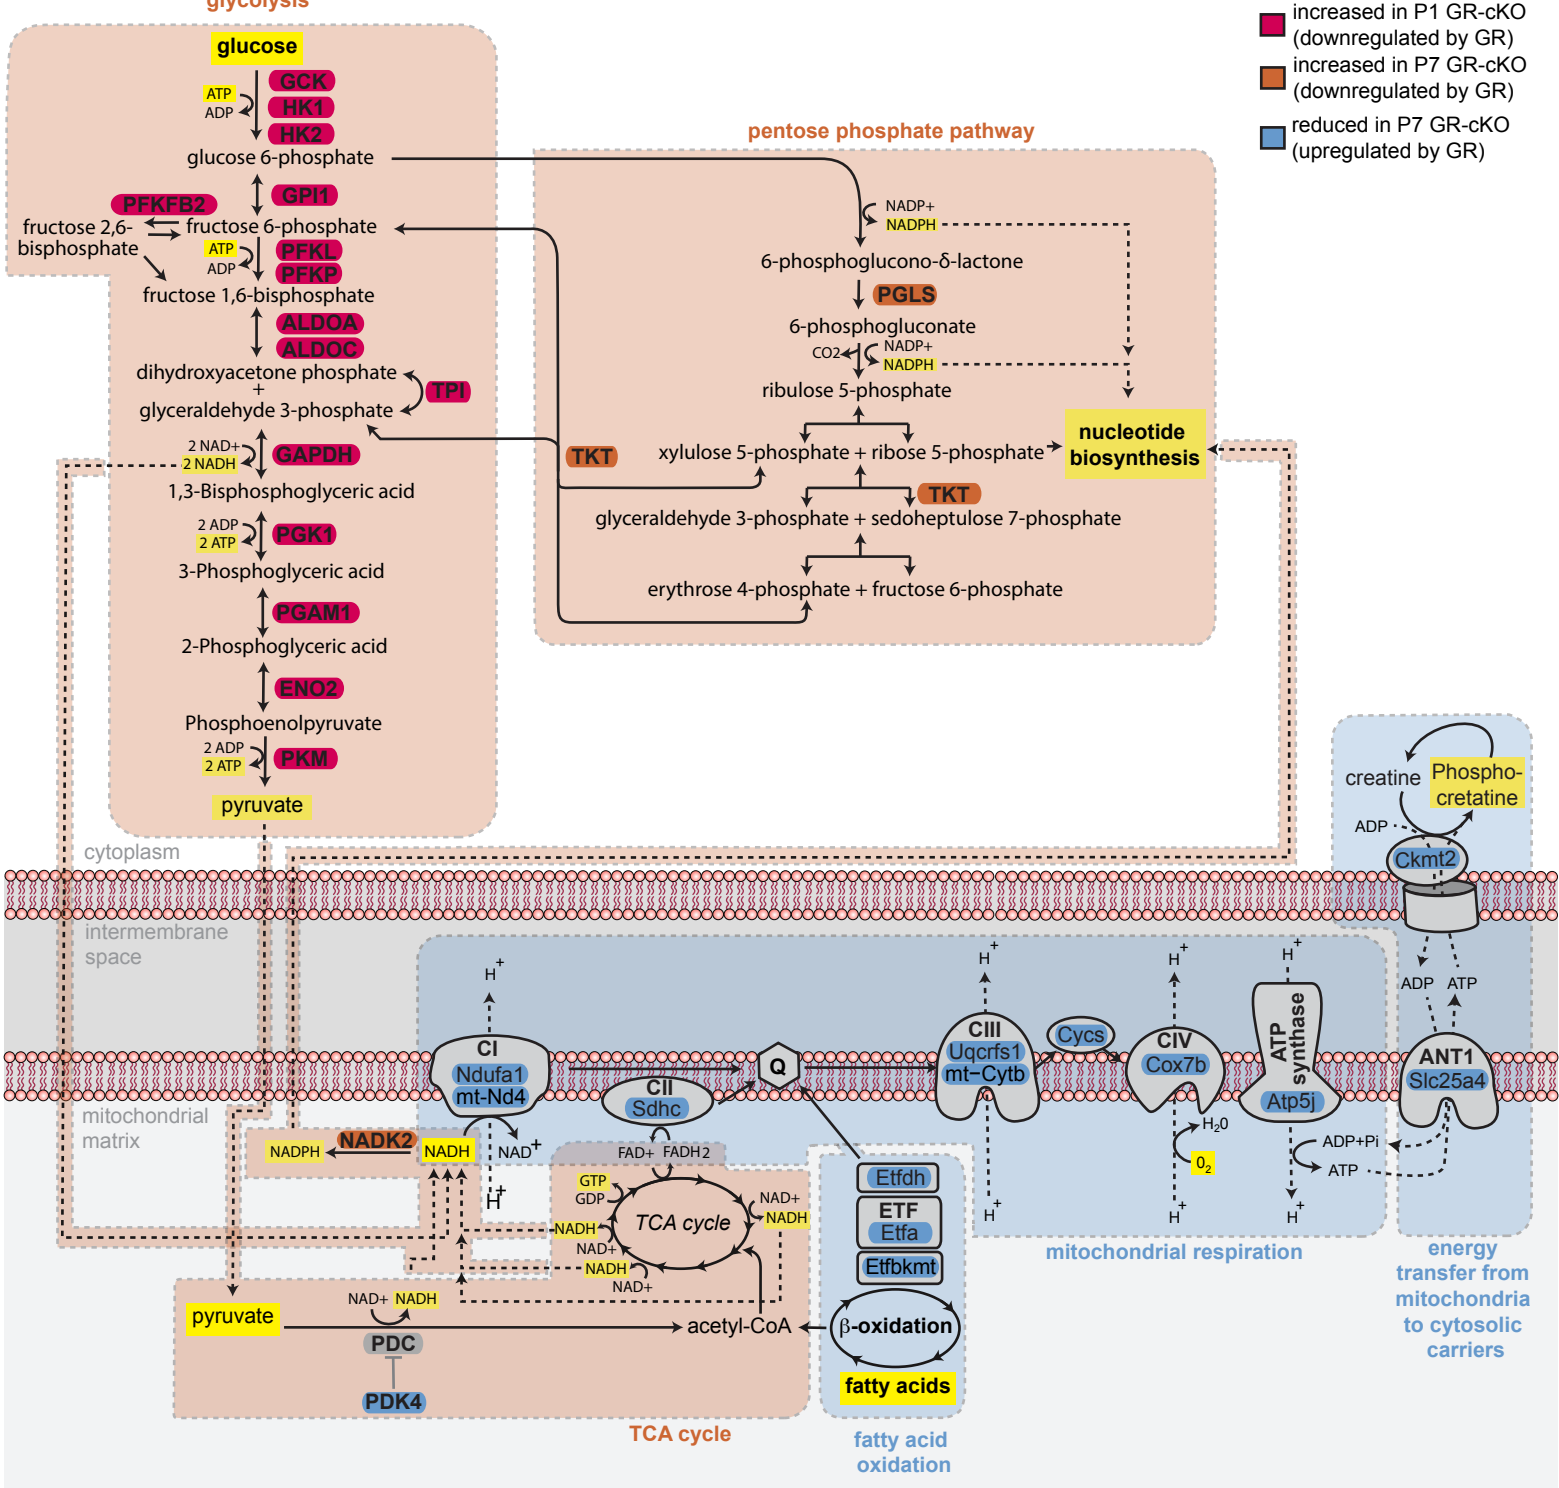 glycolysis
increased in P1 GR-cKO
(downregulated by GR)
increased in P7 GR-cKO
(downregulated by GR)
reduced in P7 GR-cKO
(upregulated by GR)
glucose
GCK
ATP
ADP
HK1
HK2
glucose 6-phosphate
GPI1
PFKFB2
fructose 2,6-
bisphosphate
fructose 6-phosphate
ATP
ADP
PFKL
PFKP
fructose 1,6-bisphosphate
ALDOA
ALDOC
dihydroxyacetone phosphate
+
glyceraldehyde 3-phosphate
TPI
2 NAD+
2 NADH
GAPDH
1,3-Bisphosphoglyceric acid
2 ADP
2 ATP
PGK1
3-Phosphoglyceric acid
PGAM1
2-Phosphoglyceric acid
ENO2
Phosphoenolpyruvate
2 ADP
2 ATP
PKM
pyruvate
pentose phosphate pathway
NADP+
NADPH
6-phosphoglucono-δ-lactone
PGLS
6-phosphogluconate
CO2
NADP+
NADPH
ribulose 5-phosphate
TKT
xylulose 5-phosphate + ribose 5-phosphate
nucleotide
biosynthesis
TKT
glyceraldehyde 3-phosphate + sedoheptulose 7-phosphate
erythrose 4-phosphate + fructose 6-phosphate
creatine
Phospho-
cretatine
ADP
Ckmt2
cytoplasm
intermembrane
space
mitochondrial
matrix
H+
H+
H+
H+
ADP
ATP
CI
Ndufa1
mt-Nd4
CII
Sdhc
Q
CIII
Uqcrfs1
mt-Cytb
Cycs
CIV
Cox7b
ATP
synthase
Atp5j
ANT1
Slc25a4
NADPH
NADK2
NADH
NAD+
H+
FAD+
FADH2
H20
02
ADP+Pi
ATP
H+
H+
H+
GTP
GDP
NADH
NAD+
NADH
NAD+
NAD+
NADH
TCA cycle
Etfdh
ETF
Etfa
Etfbkmt
β-oxidation
fatty acids
pyruvate
NAD+
NADH
PDC
PDK4
acetyl-CoA
TCA cycle
fatty acid
oxidation
mitochondrial respiration
energy
transfer from
mitochondria
to cytosolic
carriers